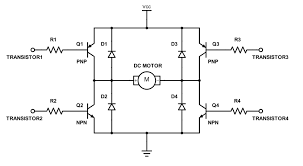 VCC
R1 Q1 D1 D3 Q3 R3
TRANSISTOR1 PNP PNP TRANSISTOR3
DC MOTOR
M
R2 Q2 D2 D4 Q4 R4
TRANSISTOR2 NPN NPN TRANSISTOR4